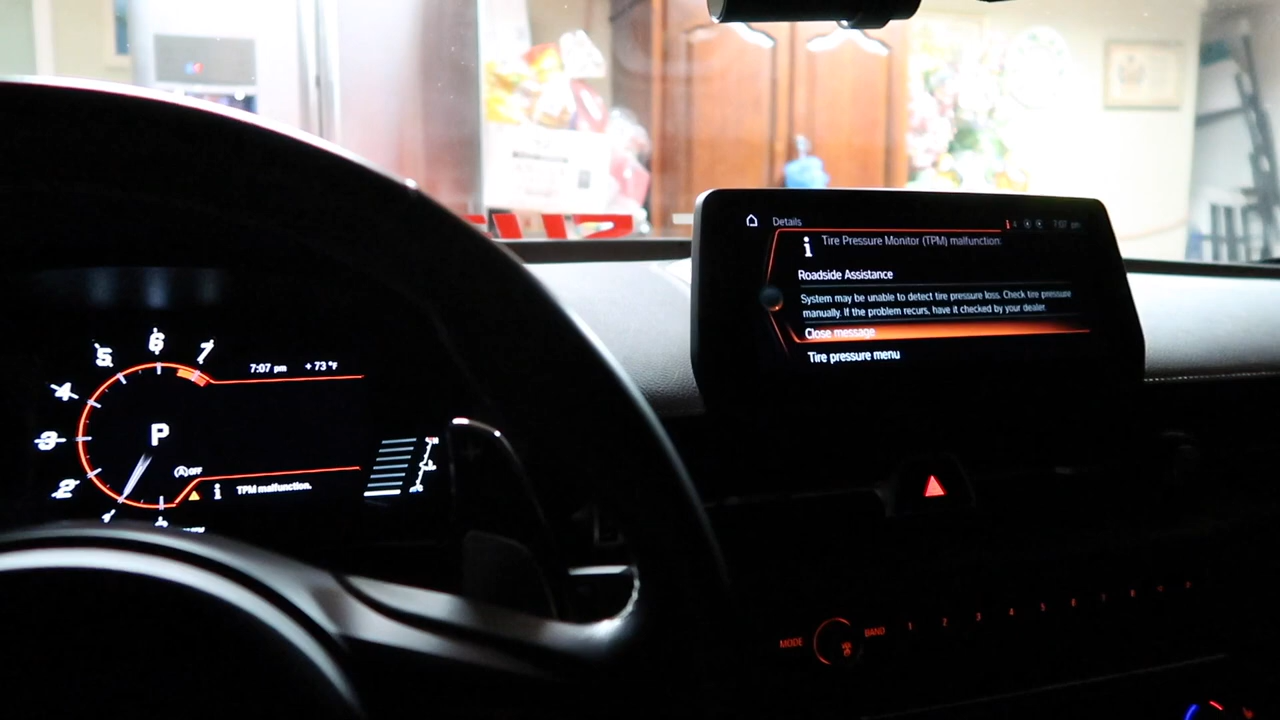 Details
7:07 pm
Tire Pressure Monitor (TPM) malfunction.
Roadside Assistance
System may be unable to detect tire pressure loss. Check tire pressure
manually. If the problem recurs, have it checked by your dealer.
Close message
Tire pressure menu
7:07 pm +73 °F
1 2 3 4 5 6 7
P
A OFF
TPM malfunction.
MODE
BAND 1 2 3 4 5 6 7 8